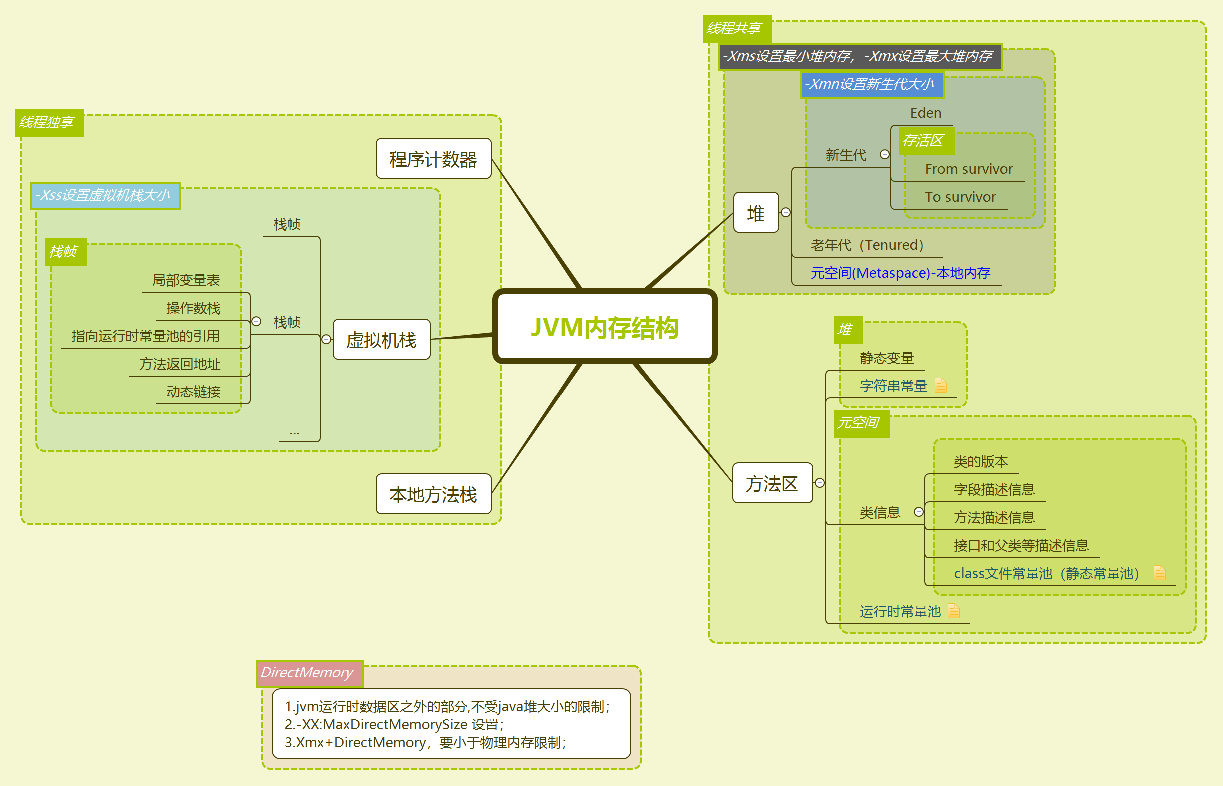 JVM内存结构
线程独享
程序计数器
-Xss设置虚拟机栈大小
虚拟机栈
栈帧
栈帧
栈帧
局部变量表
操作数栈
指向运行时常量池的引用
方法返回地址
动态链接
...
本地方法栈
线程共享
-Xms设置最小堆内存，-Xmx设置最大堆内存
-Xmn设置新生代大小
堆
新生代
Eden
存活区
From survivor
To survivor
老年代（Tenured）
元空间(Metaspace)-本地内存
方法区
堆
静态变量
字符串常量
元空间
类信息
类的版本
字段描述信息
方法描述信息
接口和父类等描述信息
class文件常量池（静态常量池）
运行时常量池
DirectMemory
1.jvm运行时数据区之外的部分,不受java堆大小的限制；
2.-XX:MaxDirectMemorySize 设置；
3.Xmx+DirectMemory，要小于物理内存限制；